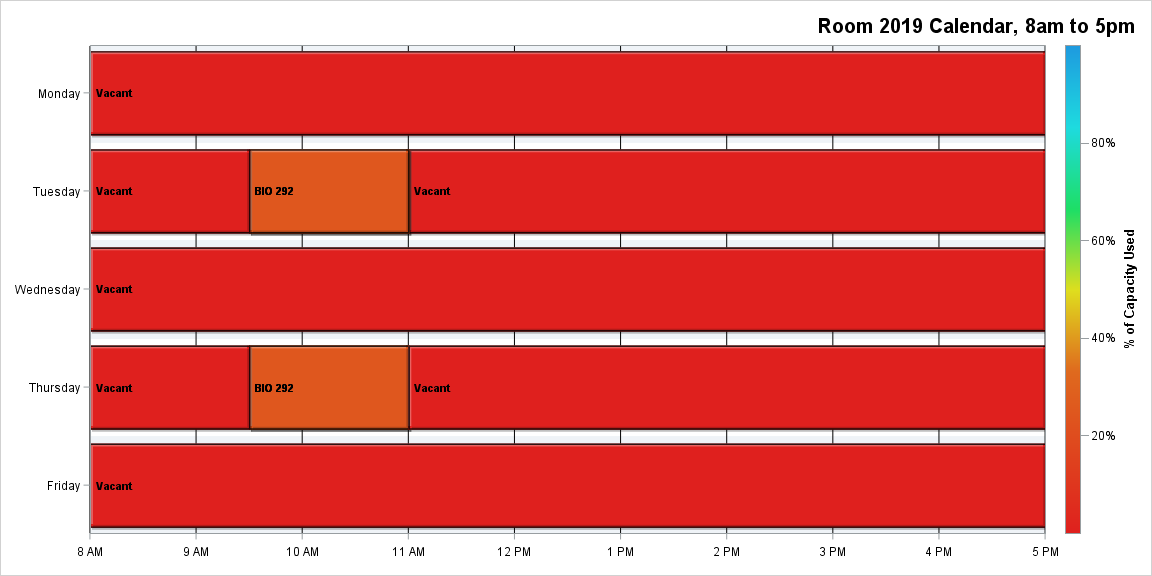 Room 2019 Calendar, 8am to 5pm
Monday
Vacant
80%
Tuesday
Vacant
BIO 292
Vacant
60%
% of Capacity Used
Wednesday
Vacant
40%
Thursday
Vacant
BIO 292
Vacant
20%
Friday
Vacant
8 AM 9 AM 10 AM 11 AM 12 PM 1 PM 2 PM 3 PM 4 PM 5 PM